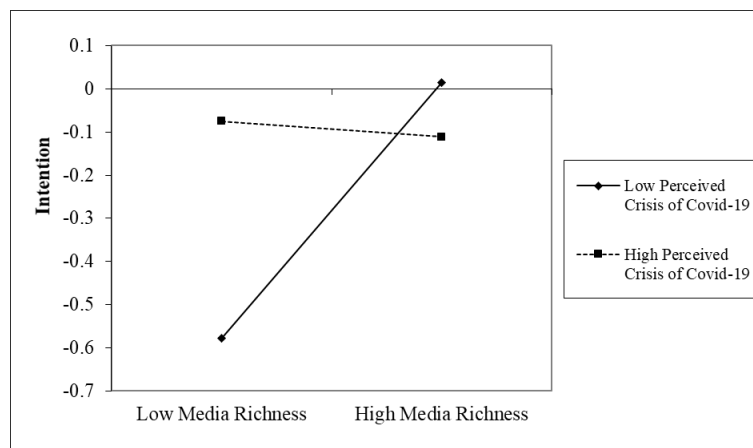 0.1
0
-0.1
-0.2
-0.3
-0.4
-0.5
-0.6
-0.7
Intention
Low Media Richness
High Media Richness
Low Perceived
Crisis of Covid-19
High Perceived
Crisis of Covid-19